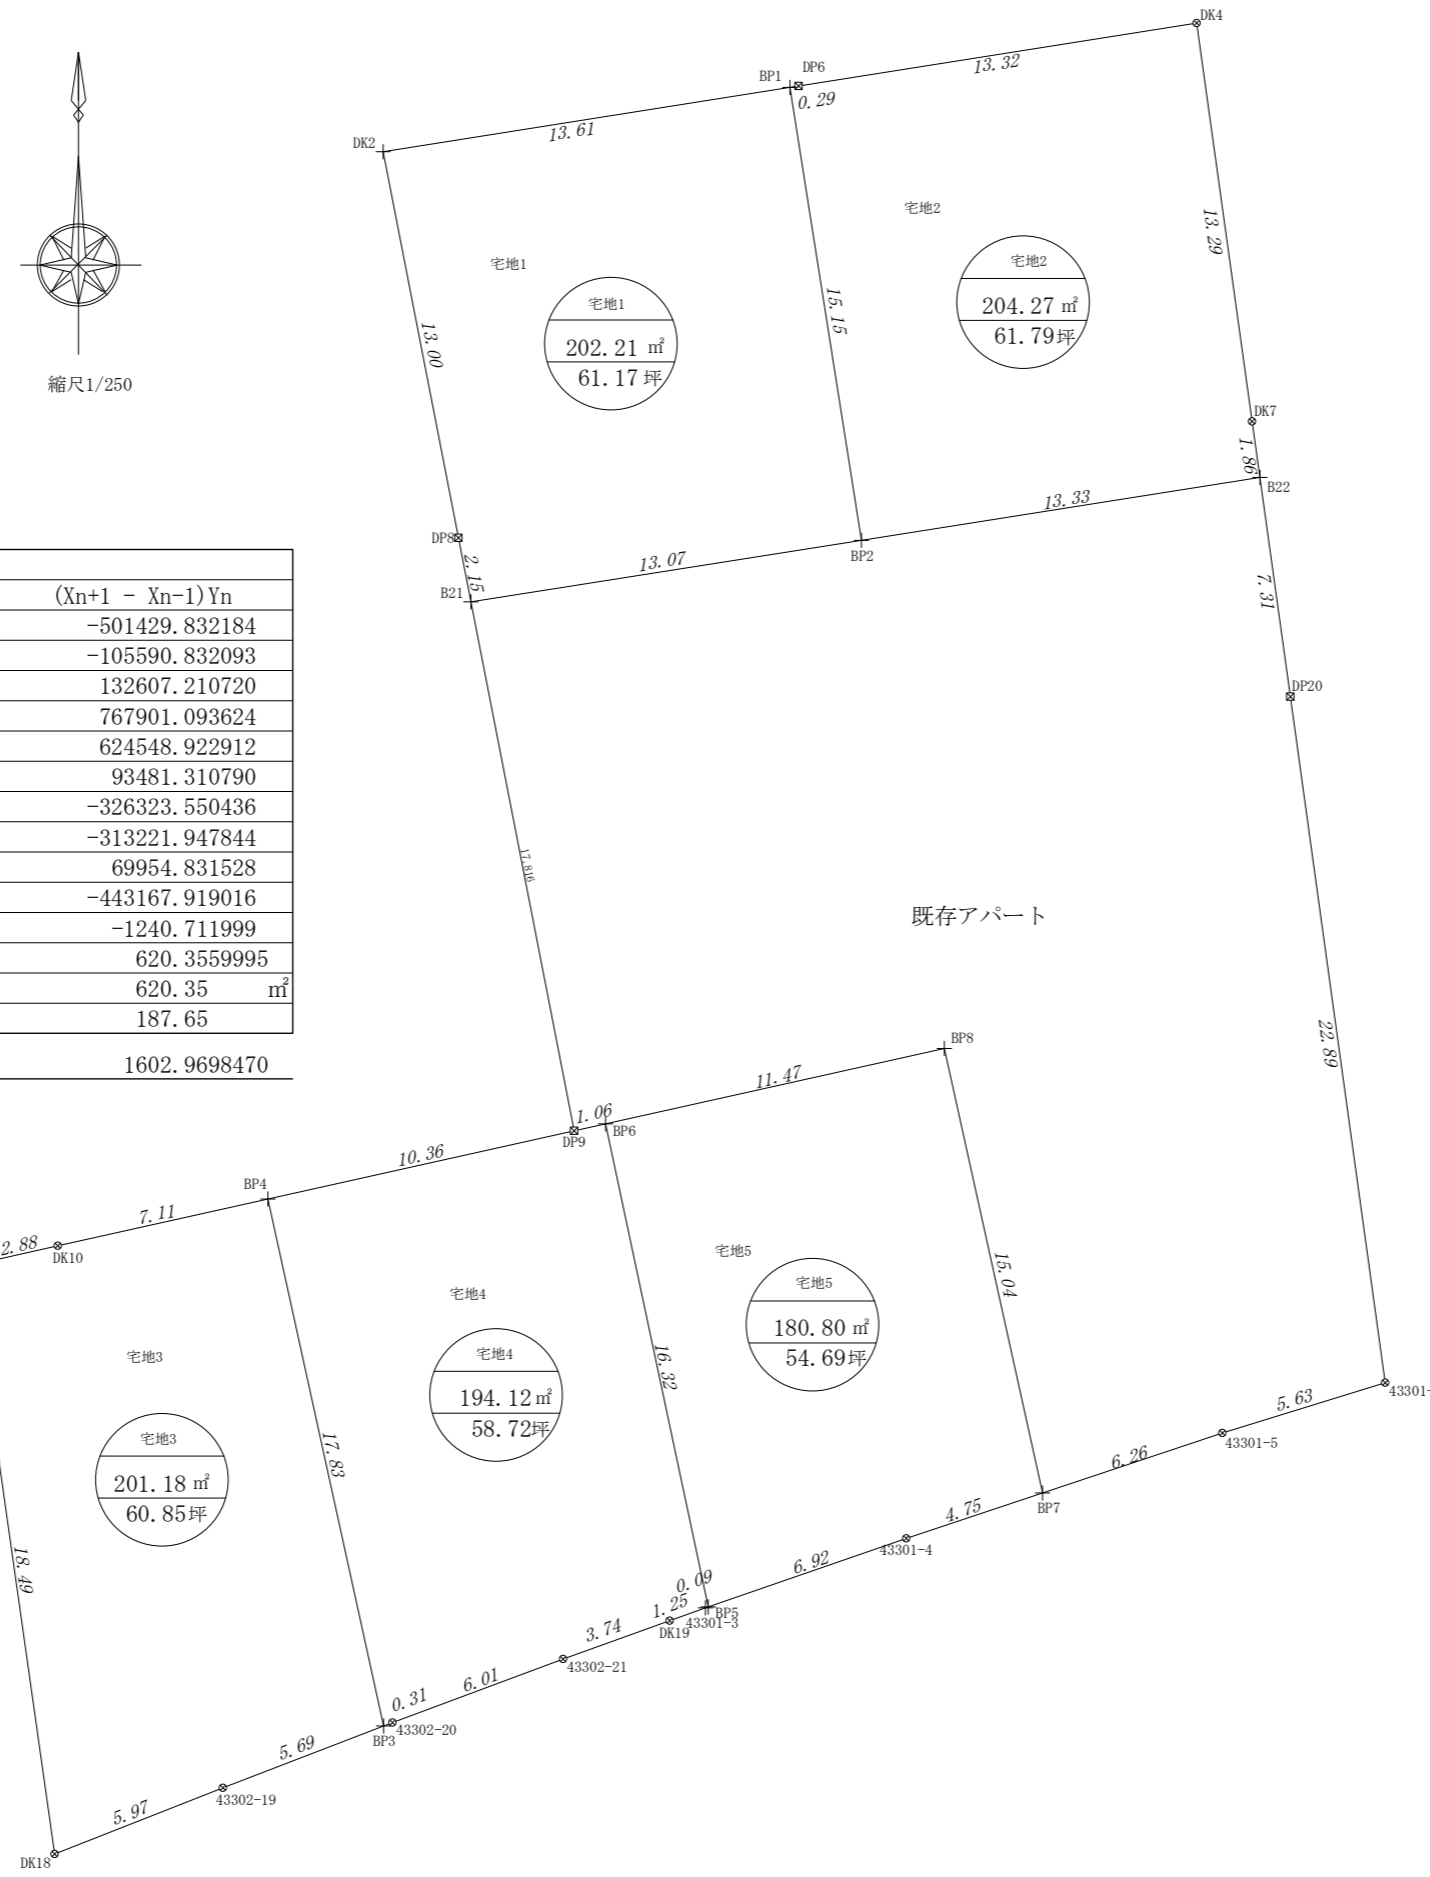 DK4
13.32
DP6
BP1
0.29
13.61
DK2
宅地2
13.29
宅地1
宅地2
204.27 ㎡
61.79坪
宅地1
202.21 ㎡
61.17 坪
15.15
13.00
縮尺1/250
DK7
1.86
B22
13.33
DP8
BP2
13.07
2.15
B21
7.31
(Xn+1 - Xn-1)Yn
-501429.832184
-105590.832093
132607.210720
767901.093624
624548.922912
93481.310790
-326323.550436
-313221.947844
69954.831528
-443167.919016
-1240.711999
620.3559995
620.35 ㎡
187.65
1602.9698470
DP20
17.816
既存アパート
22.89
BP8
11.47
1.06
BP6
DP9
10.36
BP4
7.11
2.88
DK10
宅地5
15.04
宅地5
180.80 ㎡
54.69坪
宅地4
宅地4
194.12㎡
58.72坪
16.32
宅地3
宅地3
201.18 ㎡
60.85坪
17.83
18.49
43301-
5.63
43301-5
6.26
BP7
4.75
43301-4
6.92
0.09
BP5
43301-3
1.25
DK19
3.74
43302-21
6.01
0.31
43302-20
BP3
5.69
43302-19
5.97
DK18